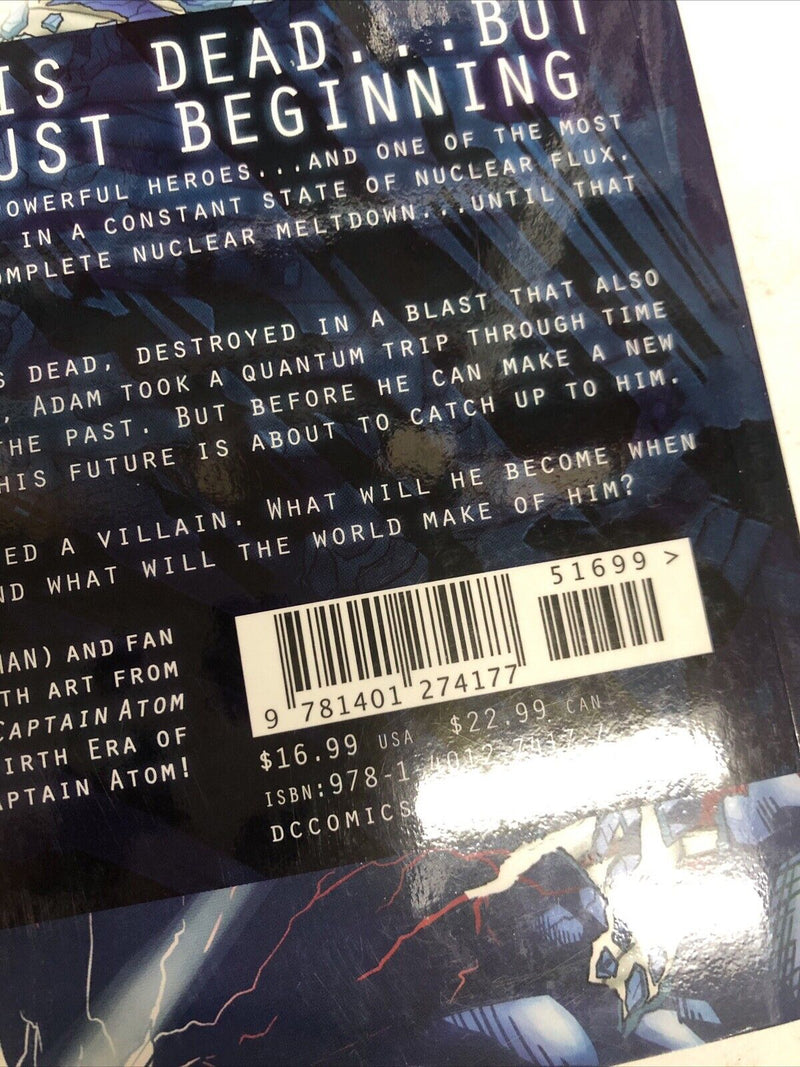 IS DEAD...BUT
UST BEGINNING
OWERFUL HEROES...AND ONE OF THE MOST
IN A CONSTANT STATE OF NUCLEAR FLUX.
MPLETE NUCLEAR MELTDOWN...UNTIL THAT
S DEAD, DESTROYED IN A BLAST THAT ALSO
, ADAM TOOK A QUANTUM TRIP THROUGH TIME
HE PAST. BUT BEFORE HE CAN MAKE A NEW
HIS FUTURE IS ABOUT TO CATCH UP TO HIM.
ED A VILLAIN. WHAT WILL HE BECOME WHEN
ND WHAT WILL THE WORLD MAKE OF HIM?
MAN) AND FAN
TH ART FROM
CAPTAIN ATOM
IRTH ERA OF
APTAIN ATOM!
51699 >
9 781401 274177
$16.99 USA $22.99 CAN
ISBN:978-1-4012-7417-7
DCCOMICS